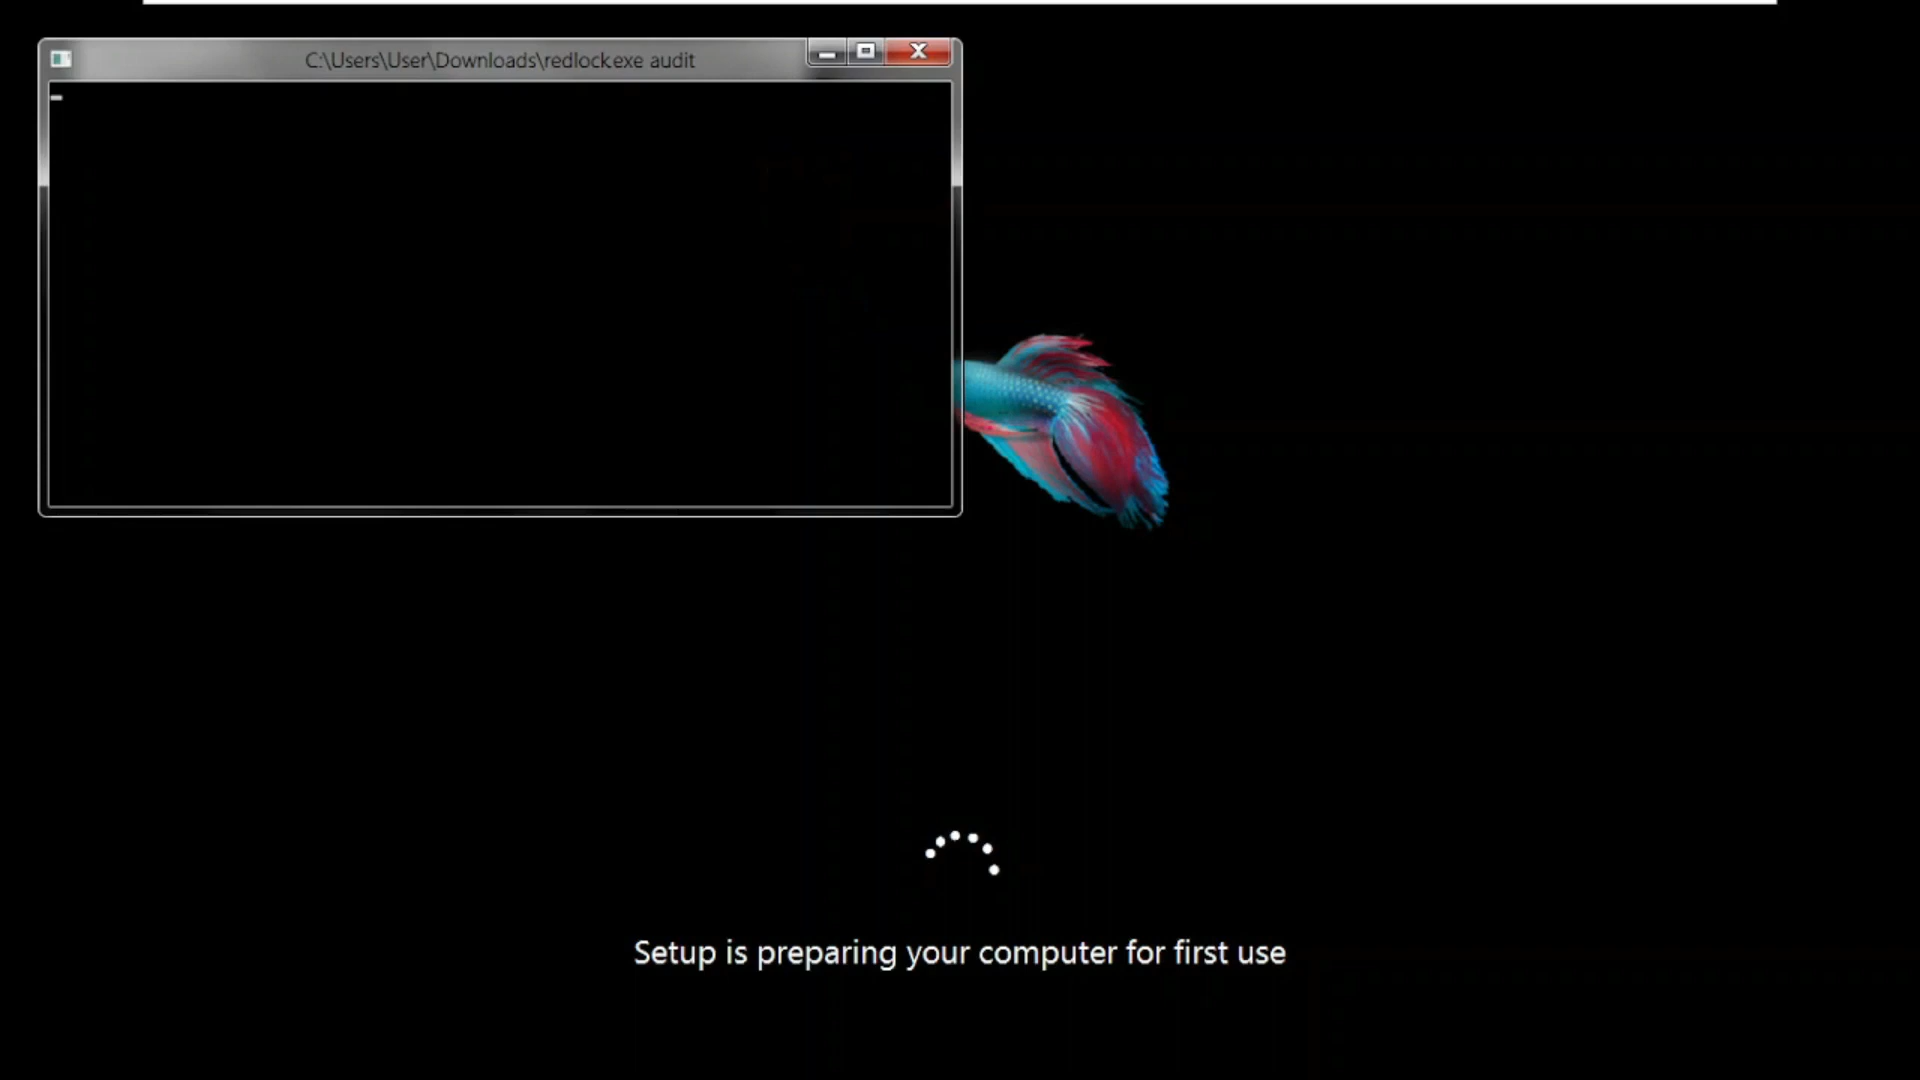 C:\Users\User\Downloads\redlock.exe audit
Setup is preparing your computer for first use